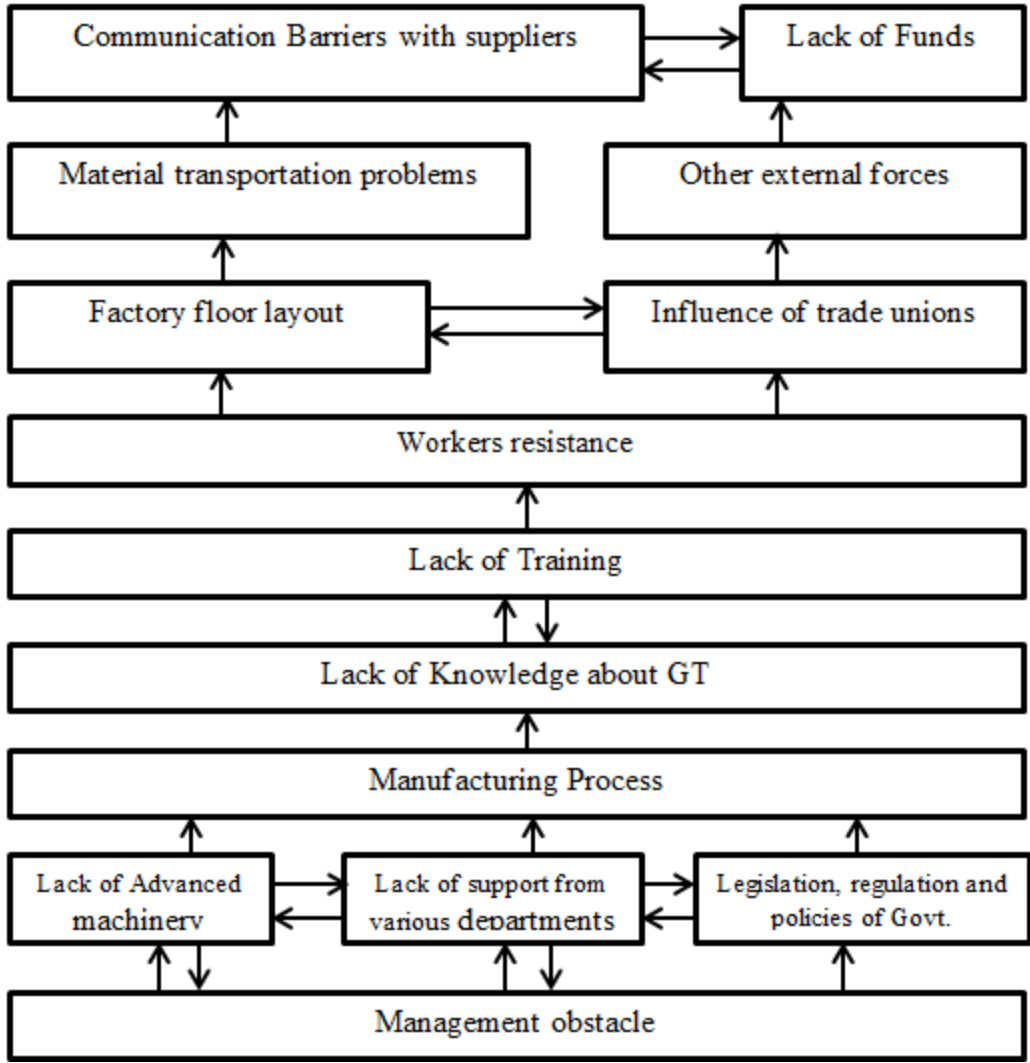 Communication Barriers with suppliers
Lack of Funds
Material transportation problems
Other external forces
Factory floor layout
Influence of trade unions
Workers resistance
Lack of Training
Lack of Knowledge about GT
Manufacturing Process
Lack of Advanced
machinery
Lack of support from
various departments
Legislation, regulation and
policies of Govt.
Management obstacle